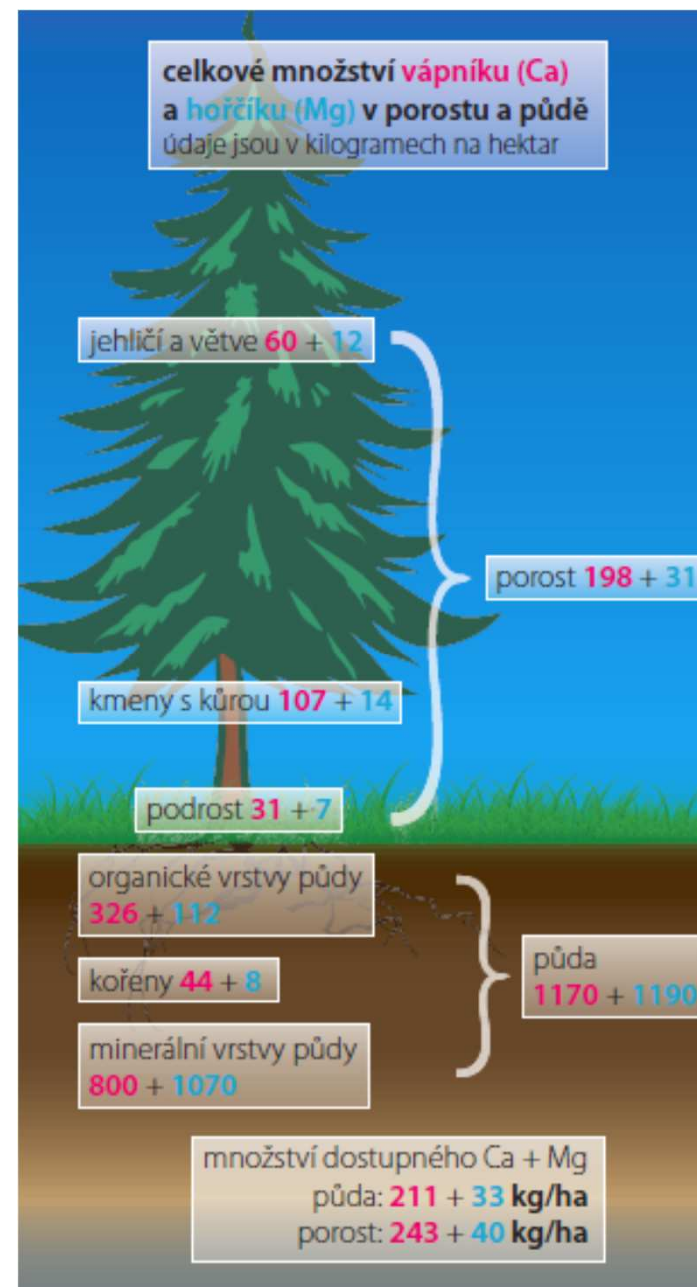 celkové množství vápníku (Ca)
a hořčíku (Mg) v porostu a půdě
údaje jsou v kilogramech na hektar
jehličí a větve 60 + 12
porost 198 + 31
kmeny s kůrou 107 + 14
podrost 31 + 7
organické vrstvy půdy
326 + 112
kořeny 44 + 8
půda
1170 + 1190
minerální vrstvy půdy
800 + 1070
množství dostupného Ca + Mg
půda: 211 + 33 kg/ha
porost: 243 + 40 kg/ha